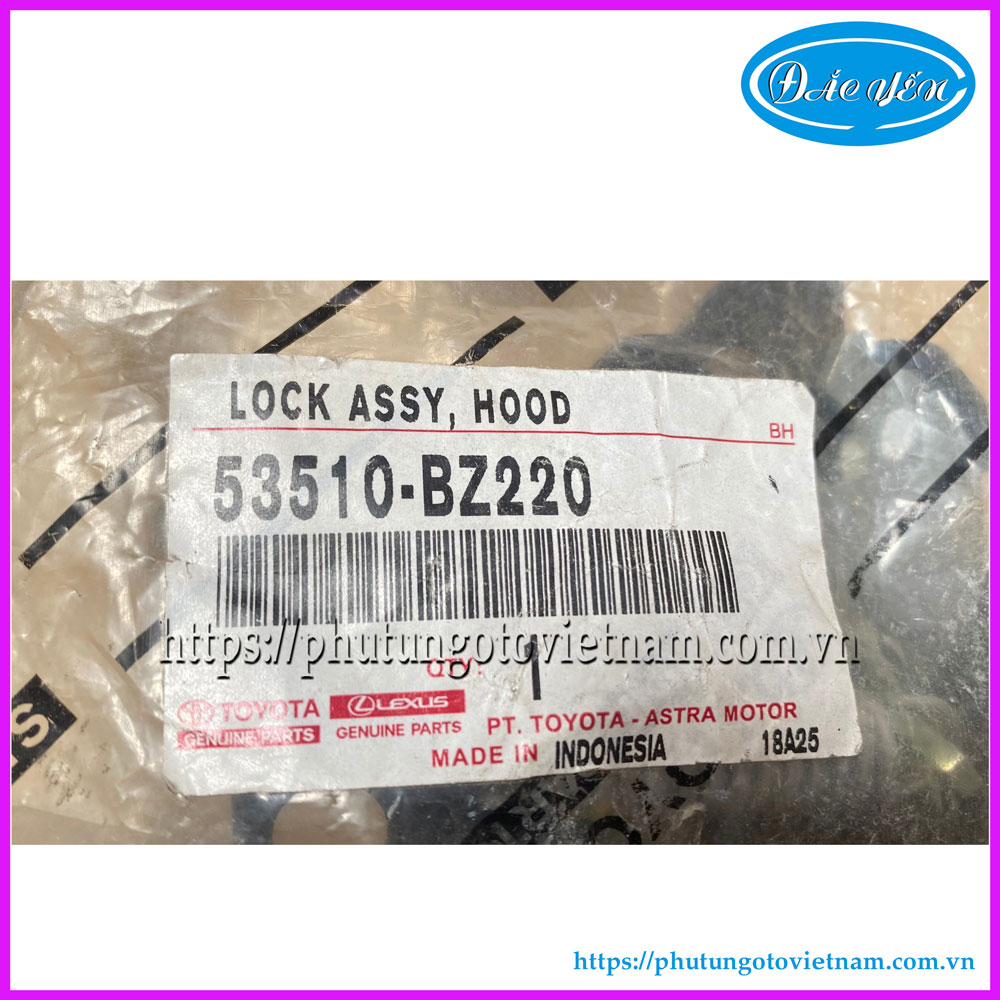 ĐẮC YẾN
LOCK ASSY, HOOD
BH
53510-BZ220
https://phutungotovietnam.com.vn
QTY: 1
TOYOTA
GENUINE PARTS
LEXUS
GENUINE PARTS
PT. TOYOTA - ASTRA MOTOR
MADE IN INDONESIA 18A25
https://phutungotovietnam.com.vn